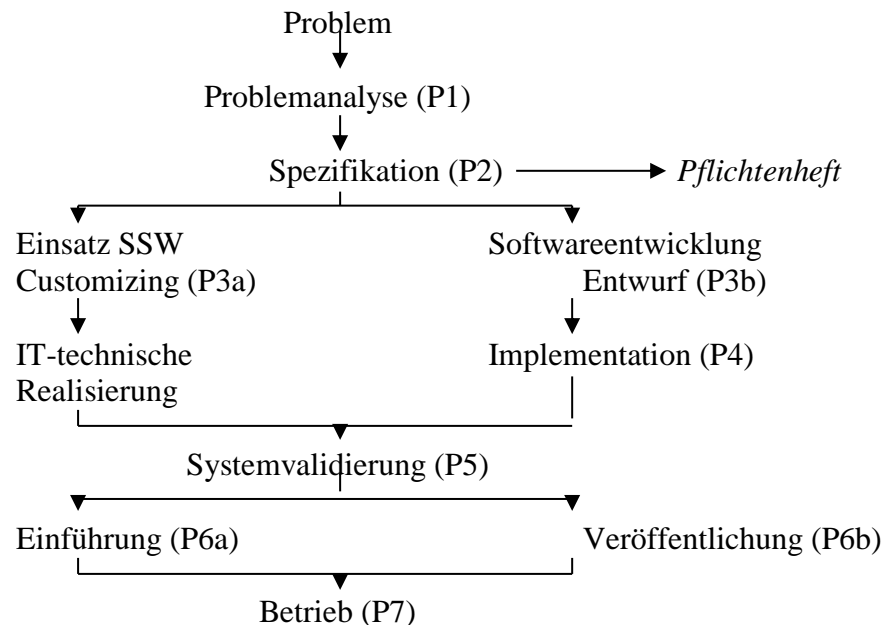 Problem
Problemanalyse (P1)
Spezifikation (P2) Pflichtenheft
Einsatz SSW Softwareentwicklung
Customizing (P3a) Entwurf (P3b)
IT-technische Implementation (P4)
Realisierung
Systemvalidierung (P5)
Einführung (P6a) Veröffentlichung (P6b)
Betrieb (P7)